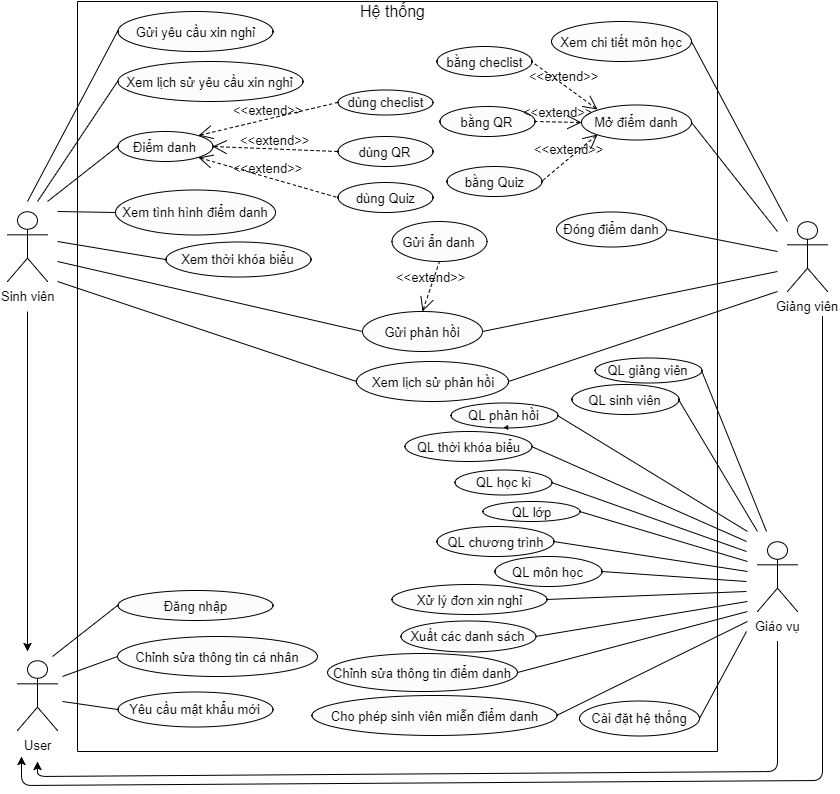 Hệ thống
Gửi yêu cầu xin nghỉ
Xem chi tiết môn học
bằng checlist
<<extend>>
Xem lịch sử yêu cầu xin nghỉ
dùng checlist
<<extend>>
bằng QR
<<extend>>
Mở điểm danh
Điểm danh
<<extend>>
dùng QR
<<extend>>
<<extend>>
bằng Quiz
dùng Quiz
Xem tình hình điểm danh
Đóng điểm danh
Gửi ẩn danh
Xem thời khóa biểu
<<extend>>
Sinh viên
Giảng viên
Gửi phản hồi
Xem lịch sử phản hồi
QL giảng viên
QL sinh viên
QL phản hồi
QL thời khóa biểu
QL học kì
QL lớp
QL chương trình
QL môn học
Xử lý đơn xin nghỉ
Đăng nhập
Giáo vụ
Xuất các danh sách
Chỉnh sửa thông tin cá nhân
Chỉnh sửa thông tin điểm danh
Yêu cầu mật khẩu mới
Cho phép sinh viên miễn điểm danh
Cài đặt hệ thống
User